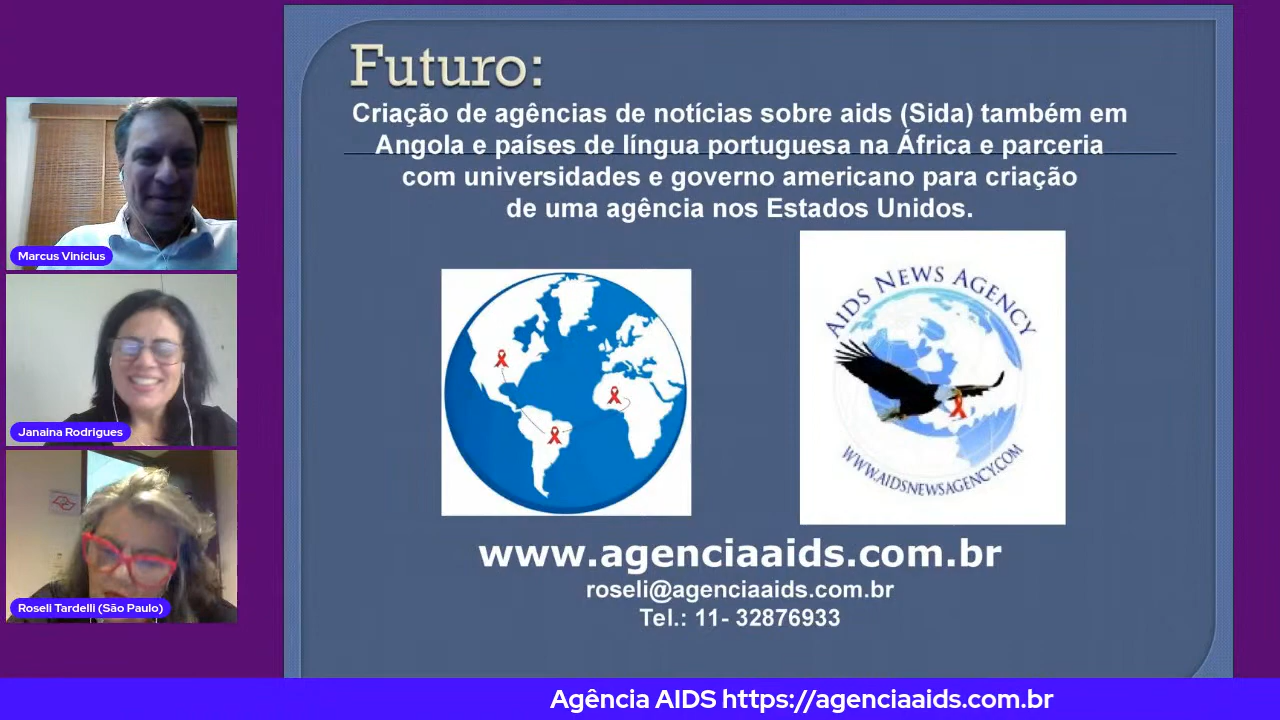 Futuro:
Criação de agências de notícias sobre aids (Sida) também em
Angola e países de língua portuguesa na África e parceria
com universidades e governo americano para criação
de uma agência nos Estados Unidos.
AIDS NEWS AGENCY
WWW.AIDSNEWSAGENCY.COM
www.agenciaaids.com.br
roseli@agenciaaids.com.br
Tel.: 11- 32876933
Marcus Vinícius
Janaina Rodrigues
Roseli Tardelli (São Paulo)
Agência AIDS https://agenciaaids.com.br